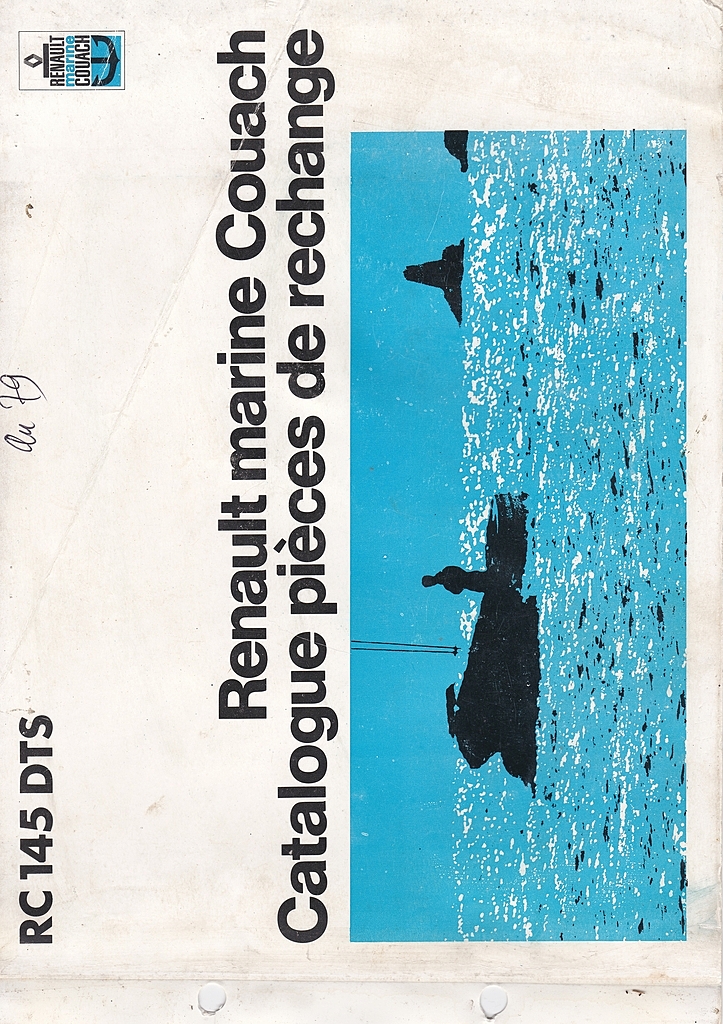 RENAULT
marine
COUACH
RC 145 DTS
Renault marine Couach
Catalogue pièces de rechange